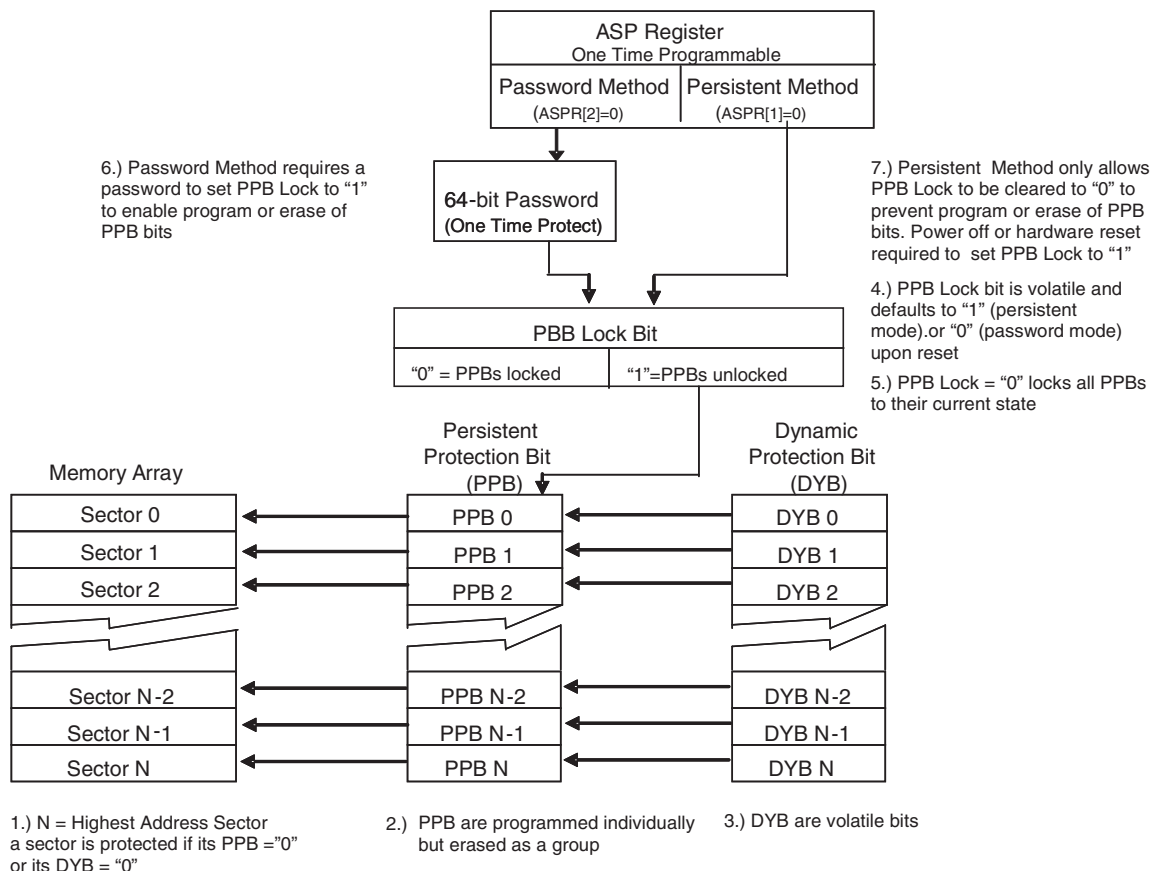 ASP Register
One Time Programmable
Password Method
(ASPR[2]=0)
Persistent Method
(ASPR[1]=0)
6.) Password Method requires a
password to set PPB Lock to “1”
to enable program or erase of
PPB bits
64-bit Password
(One Time Protect)
7.) Persistent Method only allows
PPB Lock to be cleared to “0” to
prevent program or erase of PPB
bits. Power off or hardware reset
required to set PPB Lock to “1”
4.) PPB Lock bit is volatile and
defaults to “1” (persistent
mode).or “0” (password mode)
upon reset
5.) PPB Lock = “0” locks all PPBs
to their current state
PBB Lock Bit
“0” = PPBs locked
“1”=PPBs unlocked
Memory Array
Persistent
Protection Bit
(PPB)
Dynamic
Protection Bit
(DYB)
Sector 0
PPB 0
DYB 0
Sector 1
PPB 1
DYB 1
Sector 2
PPB 2
DYB 2
Sector N-2
PPB N-2
DYB N-2
Sector N-1
PPB N-1
DYB N-1
Sector N
PPB N
DYB N
1.) N = Highest Address Sector
a sector is protected if its PPB =”0”
or its DYB = “0”
2.) PPB are programmed individually
but erased as a group
3.) DYB are volatile bits